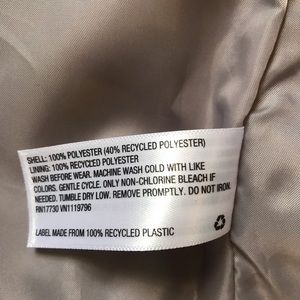 SHELL: 100% POLYESTER (40% RECYCLED POLYESTER)
LINING: 100% RECYCLED POLYESTER
WASH BEFORE WEAR. MACHINE WASH COLD WITH LIKE
COLORS. GENTLE CYCLE. ONLY NON-CHLORINE BLEACH IF
NEEDED. TUMBLE DRY LOW. REMOVE PROMPTLY. DO NOT IRON.
RN17730 VN1119796
LABEL MADE FROM 100% RECYCLED PLASTIC